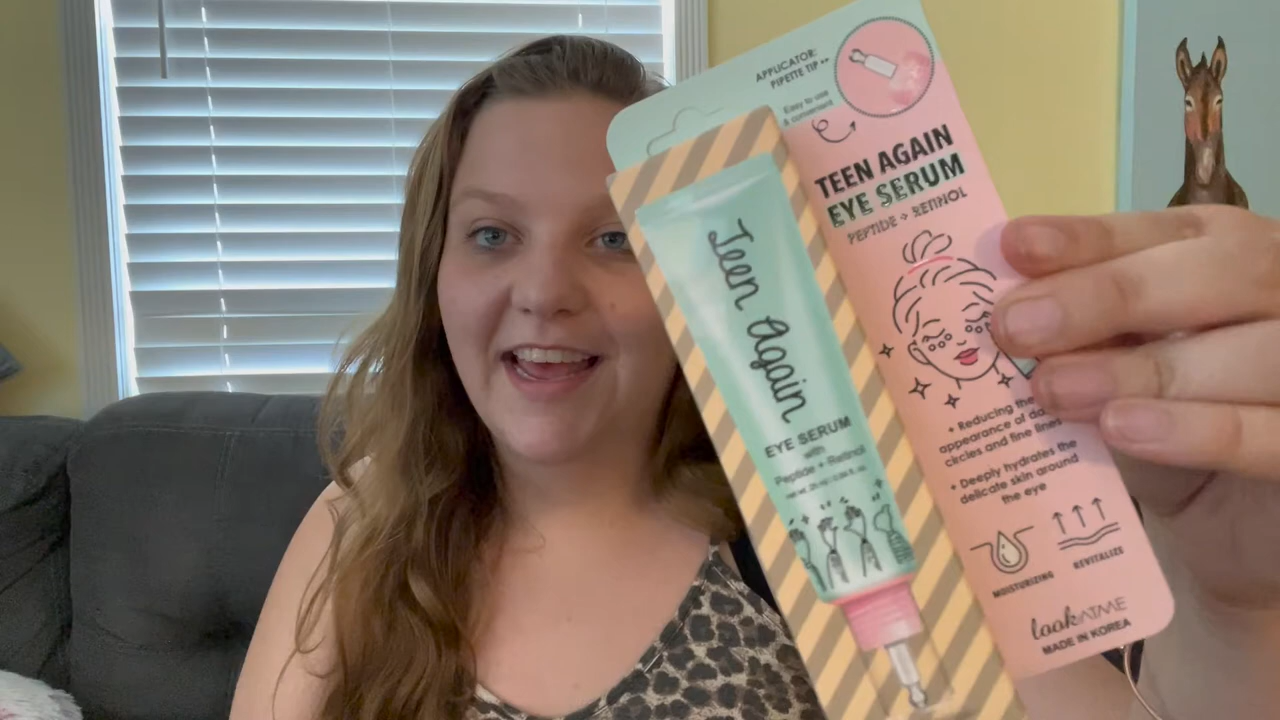 APPLICATOR:
PIPETTE TIP
Easy to use
& convenient
TEEN AGAIN
EYE SERUM
PEPTIDE + RETINOL
Teen Again
EYE SERUM
with
Peptide + Retinol
+ Reducing the
appearance of da
circles and fine lines
+ Deeply hydrates the
delicate skin around
the eye
MOISTURIZING
REVITALIZE
lookATME
MADE IN KOREA